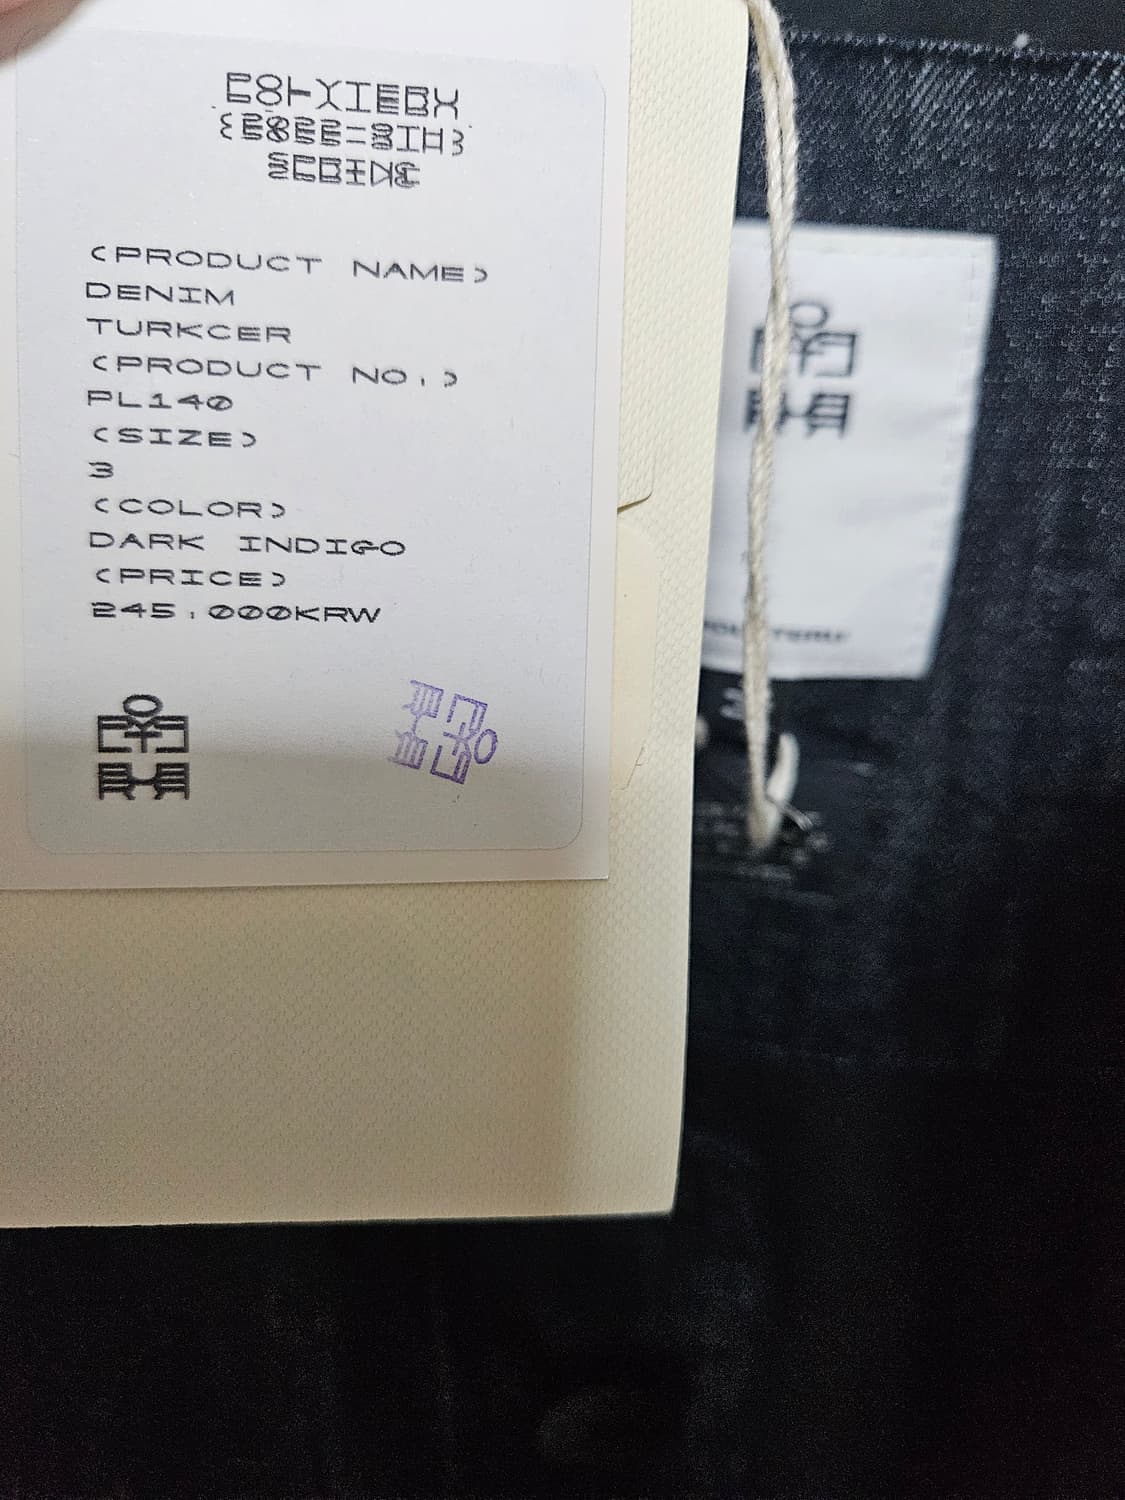 <PRODUCT NAME>
DENIM
TURKCER
<PRODUCT NO.>
PL140
<SIZE>
3
<COLOR>
DARK INDIGO
<PRICE>
245,000KRW